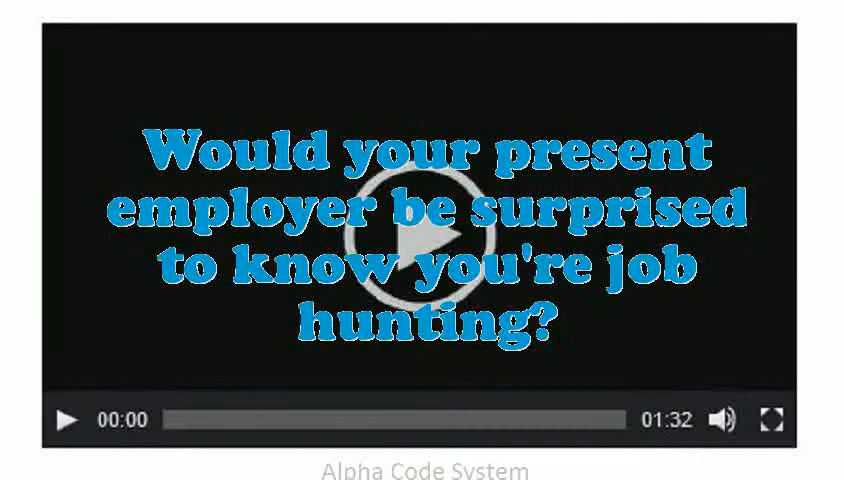 Would your present
employer be surprised
to know you're job
hunting?
00:00
01:32
Alpha Code System